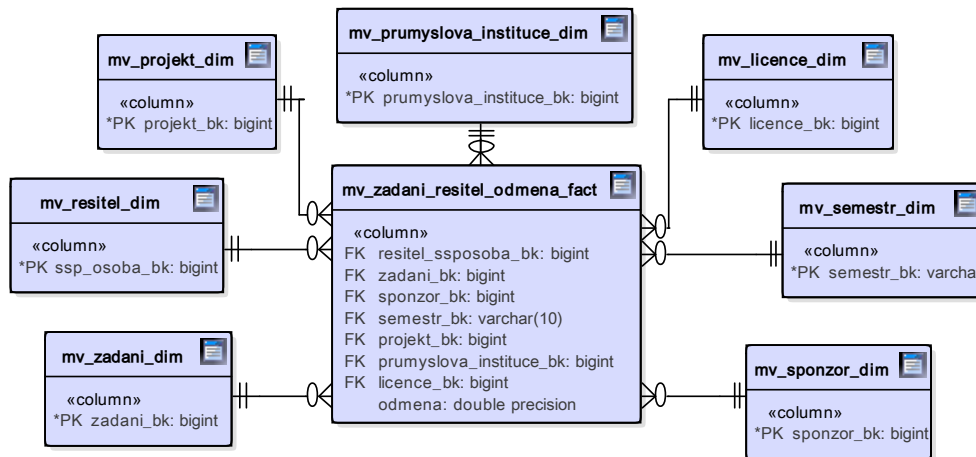 mv_prumyslova_instituce_dim
«column»
*PK prumyslova_instituce_bk: bigint
mv_projekt_dim
«column»
*PK projekt_bk: bigint
mv_licence_dim
«column»
*PK licence_bk: bigint
mv_zadani_resitel_odmena_fact
«column»
FK resitel_ssposoba_bk: bigint
FK zadani_bk: bigint
FK sponzor_bk: bigint
FK semestr_bk: varchar(10)
FK projekt_bk: bigint
FK prumyslova_instituce_bk: bigint
FK licence_bk: bigint
odmena: double precision
mv_resitel_dim
«column»
*PK ssp_osoba_bk: bigint
mv_semestr_dim
«column»
*PK semestr_bk: varcha
mv_zadani_dim
«column»
*PK zadani_bk: bigint
mv_sponzor_dim
«column»
*PK sponzor_bk: bigint